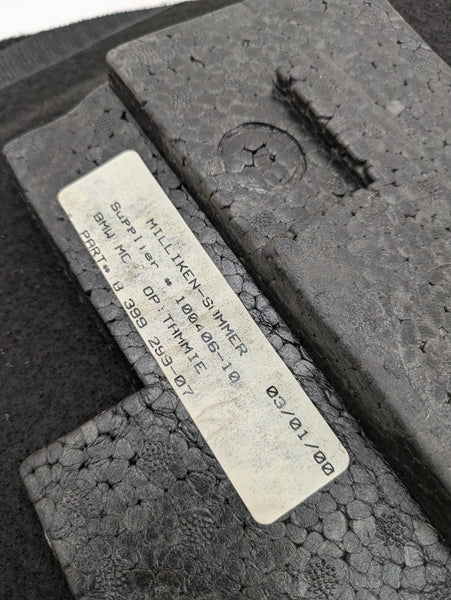 MILLIKEN-SUMMER
Supplier # 100406-10 03/01/00
BMW MC OP:TAMMIE
PART# 8 399 293-07